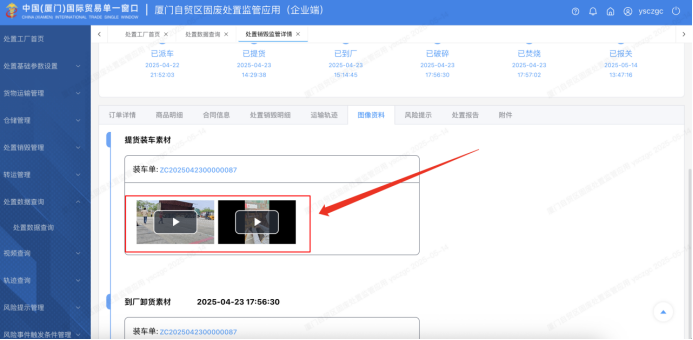 中国(厦门)国际贸易单一窗口
CHINA (XIAMEN) INTERNATIONAL TRADE SINGLE WINDOW
厦门自贸区固废处置监管应用（企业端）
ysczgc
处置工厂首页
处置数据查询 ×
处置销毁监管详情 ×
处置工厂首页
处置基础参数设置
货物运输管理
仓储管理
处置销毁管理
转运管理
处置数据查询
处置数据查询
视频查询
轨迹查询
风险提示管理
风险事件触发条件管理
已派车 已提货 已到厂 已破碎 已焚烧 已报关
2025-04-22 2025-04-23 2025-04-23 2025-04-23 2025-04-23 2025-05-14
21:52:03 14:29:38 15:14:45 17:56:30 17:57:02 13:47:18
订单详情 商品明细 合同信息 处置销毁明细 运输轨迹 图像资料 风险提示 处置报告 附件
提货装车素材
装车单: ZC2025042300000087
到厂卸货素材 2025-04-23 17:56:30
装车单: ZC2025042300000087